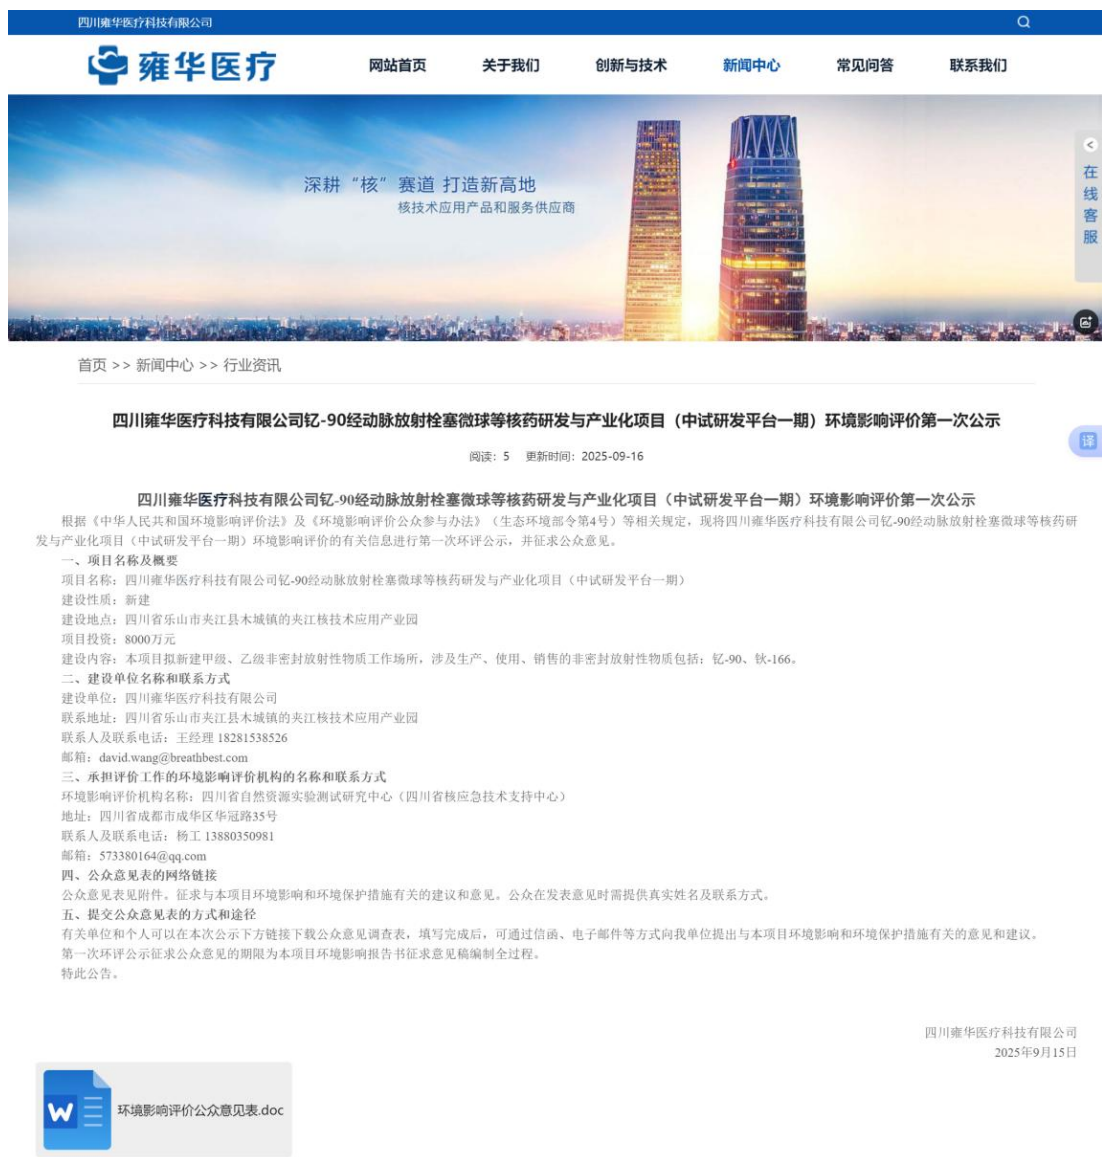 四川雍华医疗科技有限公司
雍华医疗
网站首页 关于我们 创新与技术 新闻中心 常见问答 联系我们
深耕“核”赛道 打造新高地
核技术应用产品和服务供应商
在线客服
首页 >> 新闻中心 >> 行业资讯
四川雍华医疗科技有限公司钇-90经动脉放射栓塞微球等核药研发与产业化项目（中试研发平台一期）环境影响评价第一次公示
译
阅读：5 更新时间：2025-09-16
四川雍华医疗科技有限公司钇-90经动脉放射栓塞微球等核药研发与产业化项目（中试研发平台一期）环境影响评价第一次公示
根据《中华人民共和国环境影响评价法》及《环境影响评价公众参与办法》（生态环境部令第4号）等相关规定，现将四川雍华医疗科技有限公司钇-90经动脉放射栓塞微球等核药研
发与产业化项目（中试研发平台一期）环境影响评价的有关信息进行第一次环评公示，并征求公众意见。
一、项目名称及概要
项目名称：四川雍华医疗科技有限公司钇-90经动脉放射栓塞微球等核药研发与产业化项目（中试研发平台一期）
建设性质：新建
建设地点：四川省乐山市夹江县木城镇的夹江核技术应用产业园
项目投资：8000万元
建设内容：本项目拟新建甲级、乙级非密封放射性物质工作场所，涉及生产、使用、销售的非密封放射性物质包括：钇-90、钬-166。
二、建设单位名称和联系方式
建设单位：四川雍华医疗科技有限公司
联系地址：四川省乐山市夹江县木城镇的夹江核技术应用产业园
联系人及联系电话：王经理 18281538526
邮箱：david.wang@breathbest.com
三、承担评价工作的环境影响评价机构的名称和联系方式
环境影响评价机构名称：四川省自然资源实验测试研究中心（四川省核应急技术支持中心）
地址：四川省成都市成华区华冠路35号
联系人及联系电话：杨工 13880350981
邮箱：573380164@qq.com
四、公众意见表的网络链接
公众意见表见附件。征求与本项目环境影响和环境保护措施有关的建议和意见。公众在发表意见时需提供真实姓名及联系方式。
五、提交公众意见表的方式和途径
有关单位和个人可以在本次公示下方链接下载公众意见调查表，填写完成后，可通过信函、电子邮件等方式向我单位提出与本项目环境影响和环境保护措施有关的意见和建议。
第一次环评公示征求公众意见的期限为本项目环境影响报告书征求意见稿编制全过程。
特此公告。
四川雍华医疗科技有限公司
2025年9月15日
W
环境影响评价公众意见表.doc